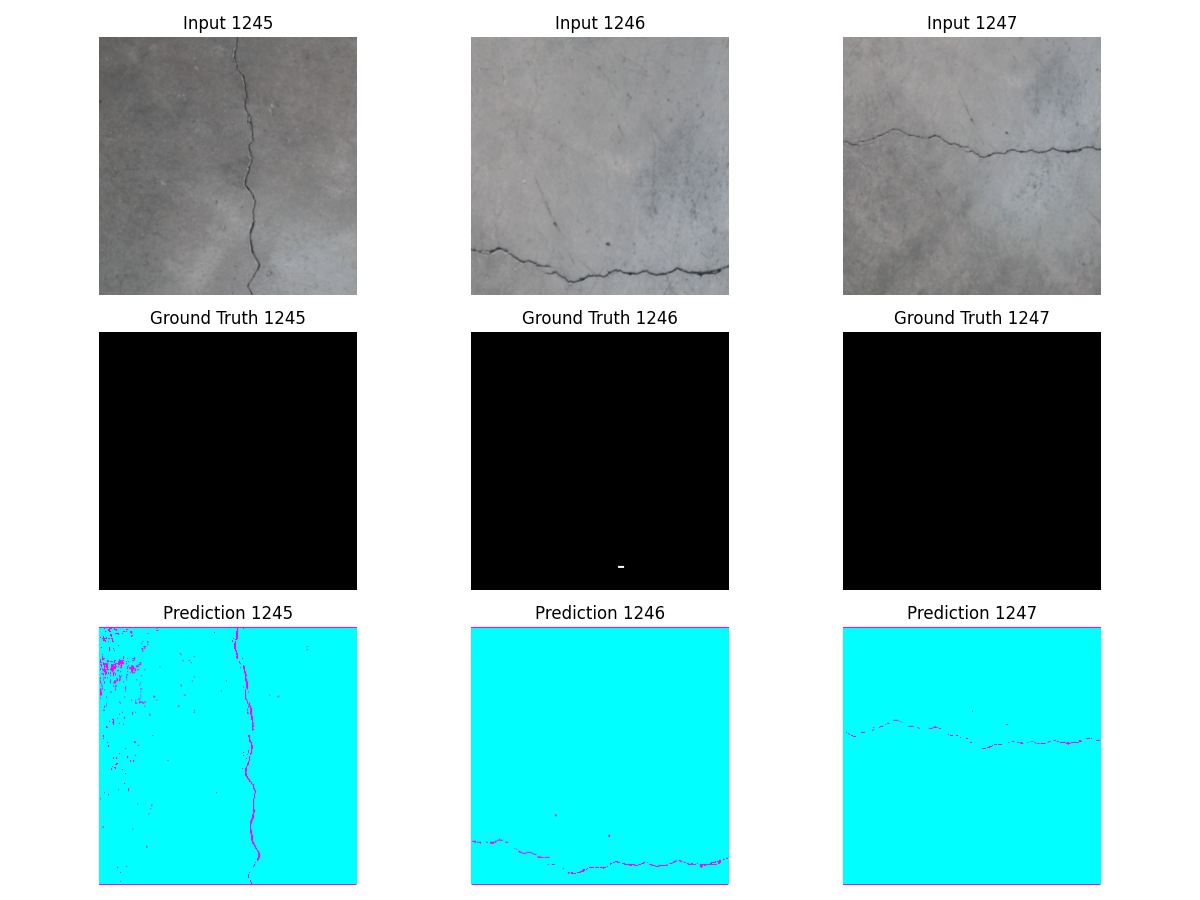 Input 1245
Input 1246
Input 1247
Ground Truth 1245
Ground Truth 1246
Ground Truth 1247
Prediction 1245
Prediction 1246
Prediction 1247